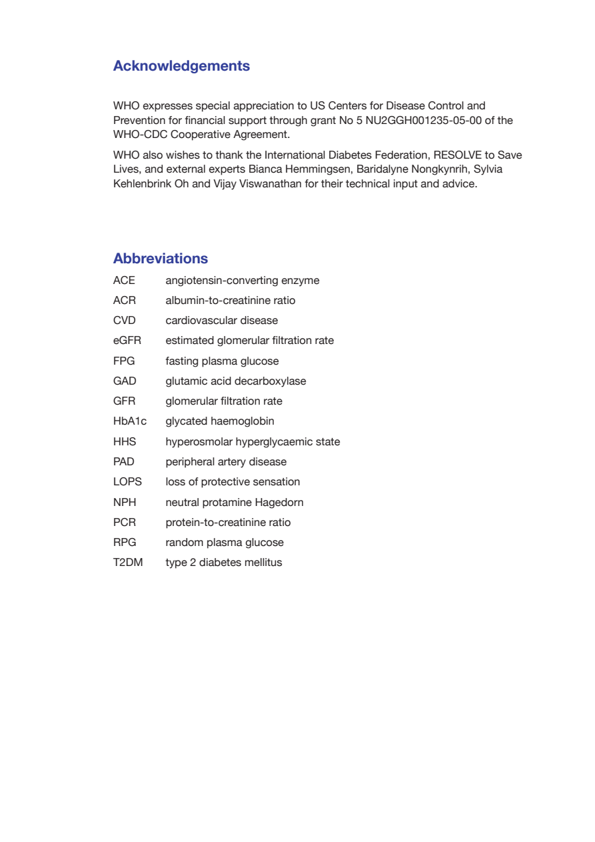 Acknowledgements
WHO expresses special appreciation to US Centers for Disease Control and
Prevention for financial support through grant No 5 NU2GGH001235-05-00 of the
WHO-CDC Cooperative Agreement.
WHO also wishes to thank the International Diabetes Federation, RESOLVE to Save
Lives, and external experts Bianca Hemmingsen, Baridalyne Nongkynrih, Sylvia
Kehlenbrink Oh and Vijay Viswanathan for their technical input and advice.
Abbreviations
ACE angiotensin-converting enzyme
ACR albumin-to-creatinine ratio
CVD cardiovascular disease
eGFR estimated glomerular filtration rate
FPG fasting plasma glucose
GAD glutamic acid decarboxylase
GFR glomerular filtration rate
HbA1c glycated haemoglobin
HHS hyperosmolar hyperglycaemic state
PAD peripheral artery disease
LOPS loss of protective sensation
NPH neutral protamine Hagedorn
PCR protein-to-creatinine ratio
RPG random plasma glucose
T2DM type 2 diabetes mellitus